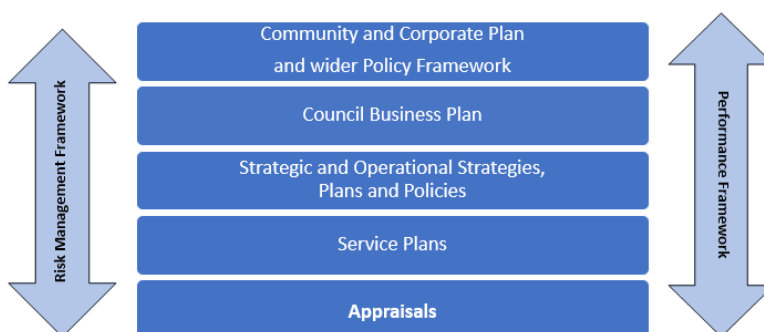 Risk Management Framework
Community and Corporate Plan
and wider Policy Framework
Council Business Plan
Strategic and Operational Strategies,
Plans and Policies
Service Plans
Appraisals
Performance Framework